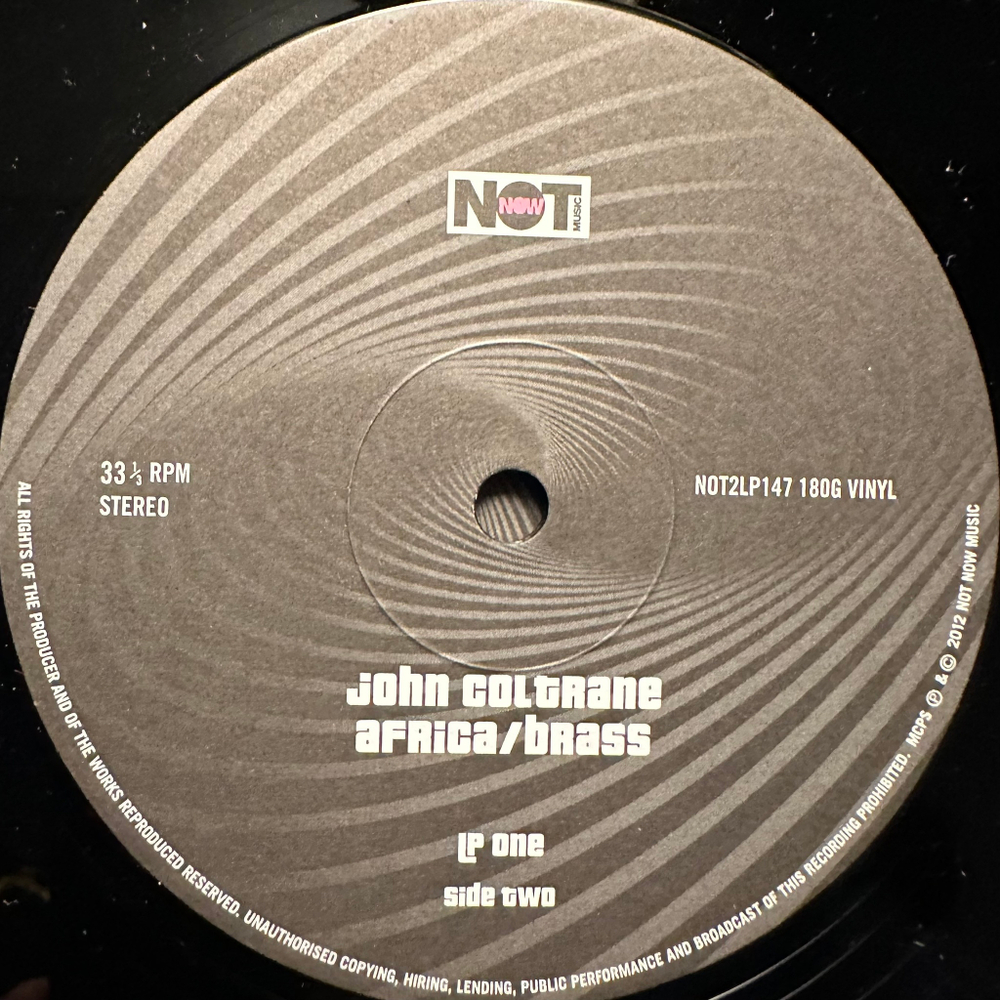 NOT NOW MUSIC
33 ⅓ RPM
STEREO
NOT2LP147 180G VINYL
John Coltrane
Africa/Brass
LP One
Side Two
ALL RIGHTS OF THE PRODUCER AND OF THE WORKS REPRODUCED RESERVED. UNAUTHORISED COPYING, HIRING, LENDING, PUBLIC PERFORMANCE AND BROADCAST OF THIS RECORDING PROHIBITED. MCPS ℗ & © 2012 NOT NOW MUSIC